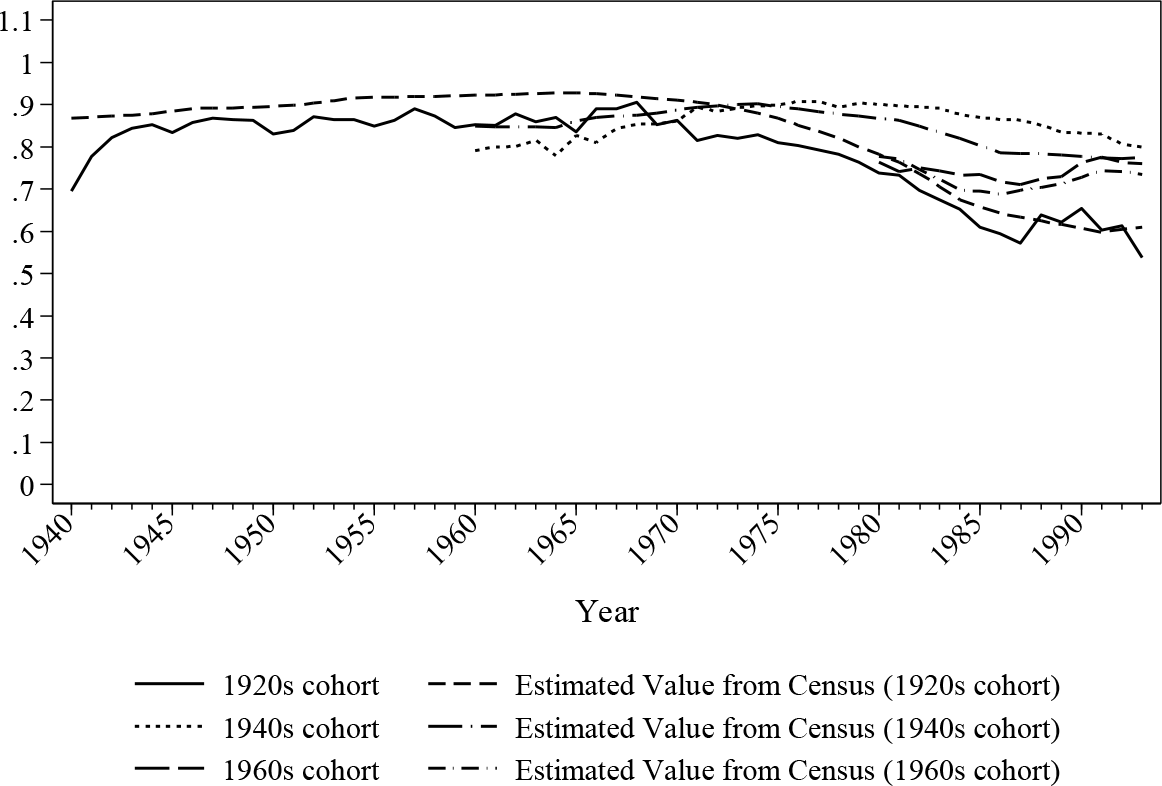 1.1
1
.9
.8
.7
.6
.5
.4
.3
.2
.1
0
1940 1945 1950 1955 1960 1965 1970 1975 1980 1985 1990
Year
1920s cohort Estimated Value from Census (1920s cohort)
1940s cohort Estimated Value from Census (1940s cohort)
1960s cohort Estimated Value from Census (1960s cohort)